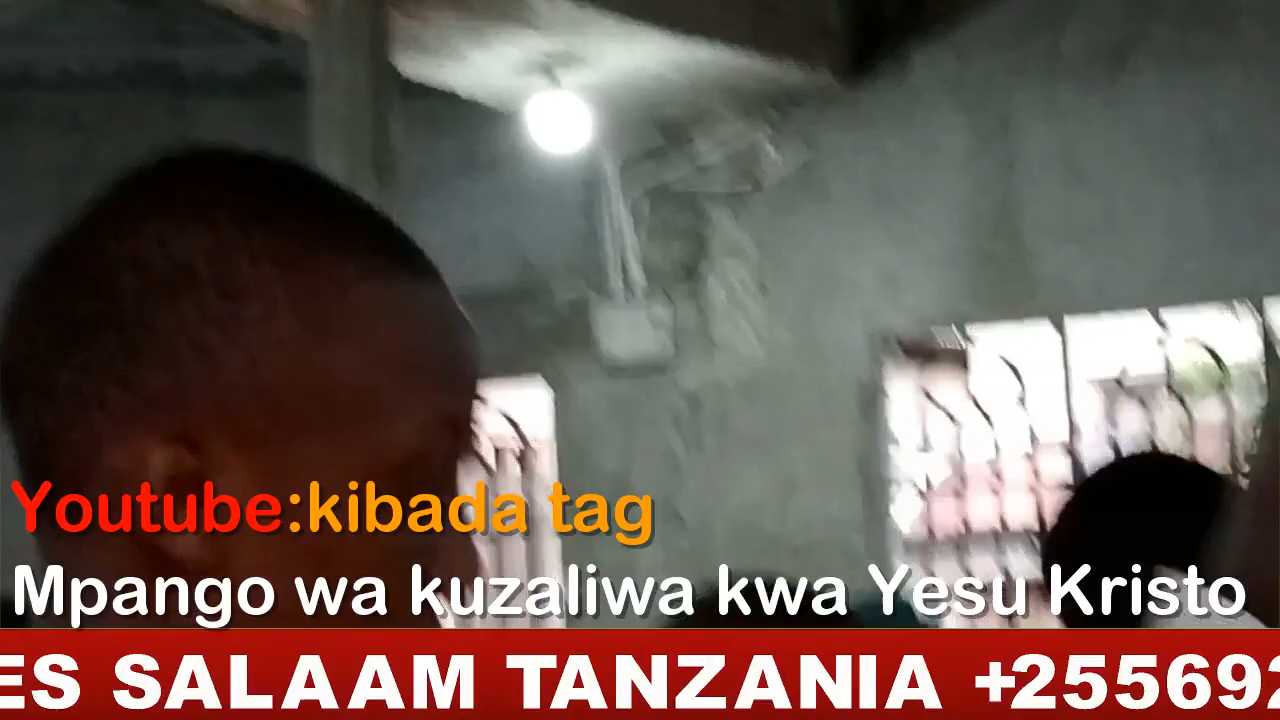 Youtube:kibada tag
Mpango wa kuzaliwa kwa Yesu Kristo
ES SALAAM TANZANIA +255692